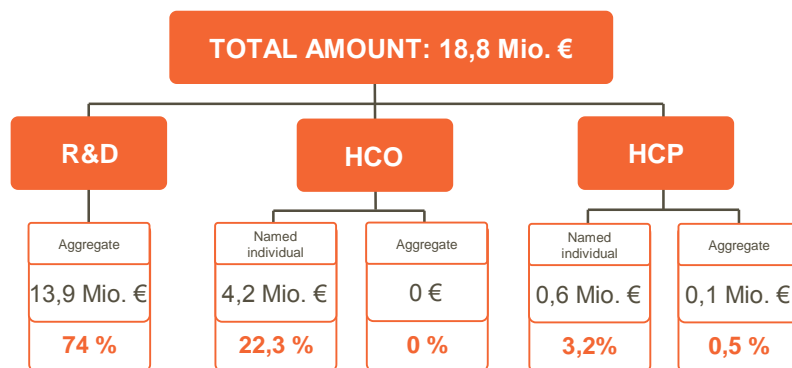 TOTAL AMOUNT: 18,8 Mio. €
R&D
HCO
HCP
Aggregate
13,9 Mio. €
74 %
Named
individual
4,2 Mio. €
22,3 %
Aggregate
0 €
0 %
Named
individual
0,6 Mio. €
3,2%
Aggregate
0,1 Mio. €
0,5 %